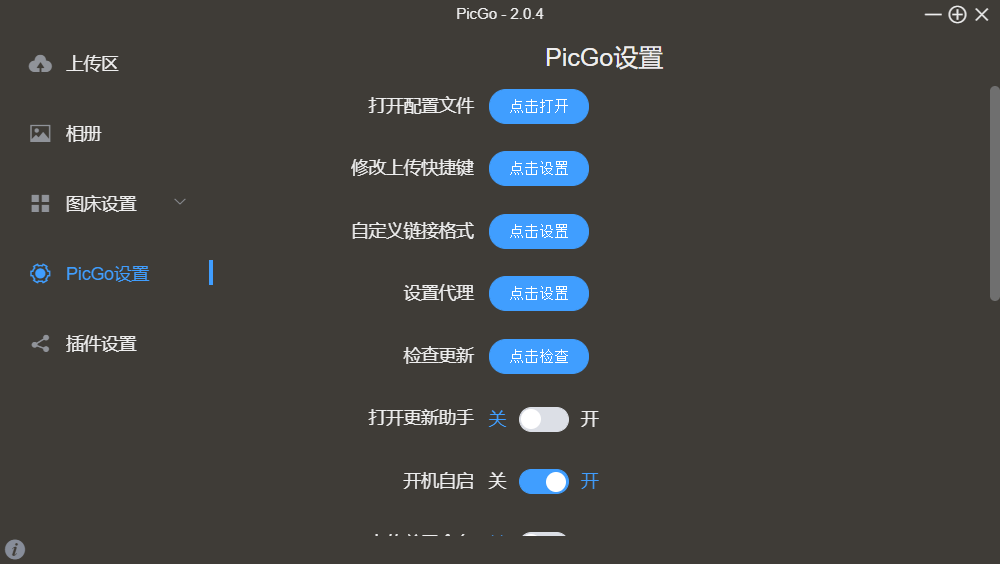 PicGo - 2.0.4
上传区
相册
图床设置
PicGo设置
插件设置
PicGo设置
打开配置文件 点击打开
修改上传快捷键 点击设置
自定义链接格式 点击设置
设置代理 点击设置
检查更新 点击检查
打开更新助手 关 开
开机自启 关 开